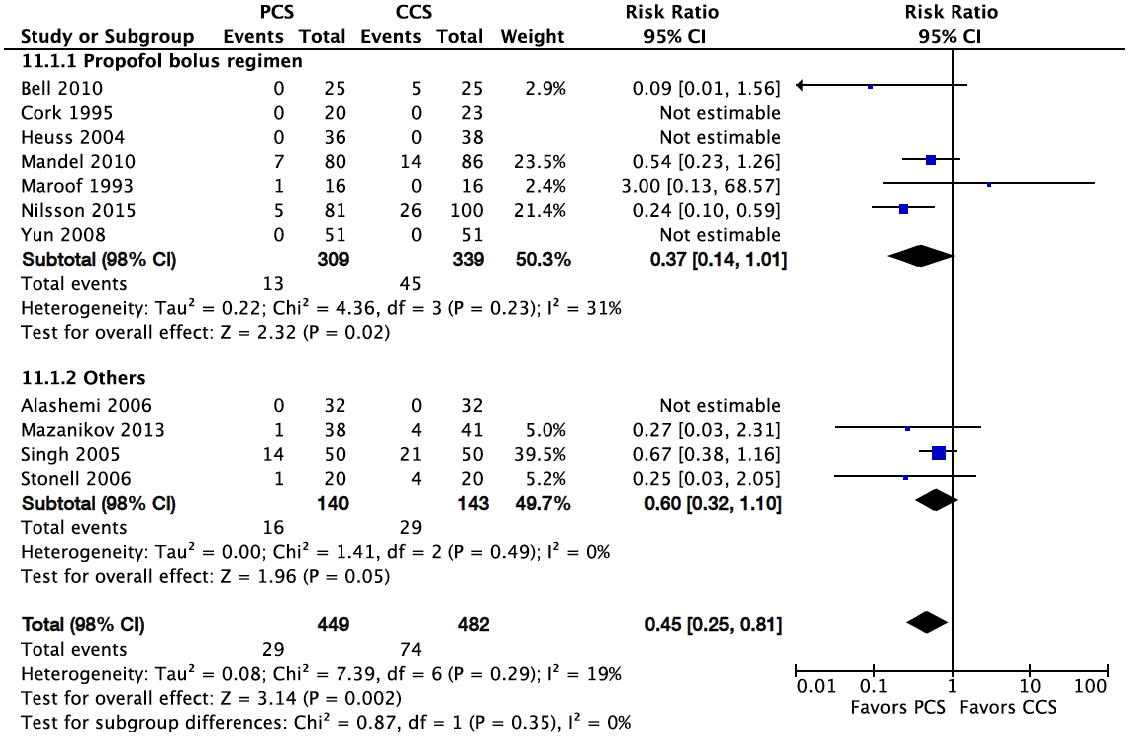 PCS CCS Risk Ratio Risk Ratio
Study or Subgroup Events Total Events Total Weight 95% CI 95% CI
11.1.1 Propofol bolus regimen
Bell 2010 0 25 5 25 2.9% 0.09 [0.01, 1.56]
Cork 1995 0 20 0 23 Not estimable
Heuss 2004 0 36 0 38 Not estimable
Mandel 2010 7 80 14 86 23.5% 0.54 [0.23, 1.26]
Maroof 1993 1 16 0 16 2.4% 3.00 [0.13, 68.57]
Nilsson 2015 5 81 26 100 21.4% 0.24 [0.10, 0.59]
Yun 2008 0 51 0 51 Not estimable
Subtotal (98% CI) 309 339 50.3% 0.37 [0.14, 1.01]
Total events 13 45
Heterogeneity: Tau² = 0.22; Chi² = 4.36, df = 3 (P = 0.23); I² = 31%
Test for overall effect: Z = 2.32 (P = 0.02)
11.1.2 Others
Alashemi 2006 0 32 0 32 Not estimable
Mazanikov 2013 1 38 4 41 5.0% 0.27 [0.03, 2.31]
Singh 2005 14 50 21 50 39.5% 0.67 [0.38, 1.16]
Stonell 2006 1 20 4 20 5.2% 0.25 [0.03, 2.05]
Subtotal (98% CI) 140 143 49.7% 0.60 [0.32, 1.10]
Total events 16 29
Heterogeneity: Tau² = 0.00; Chi² = 1.41, df = 2 (P = 0.49); I² = 0%
Test for overall effect: Z = 1.96 (P = 0.05)
Total (98% CI) 449 482 0.45 [0.25, 0.81]
Total events 29 74
Heterogeneity: Tau² = 0.08; Chi² = 7.39, df = 6 (P = 0.29); I² = 19%
Test for overall effect: Z = 3.14 (P = 0.002)
Test for subgroup differences: Chi² = 0.87, df = 1 (P = 0.35), I² = 0%
0.01 0.1 1 10 100
Favors PCS Favors CCS